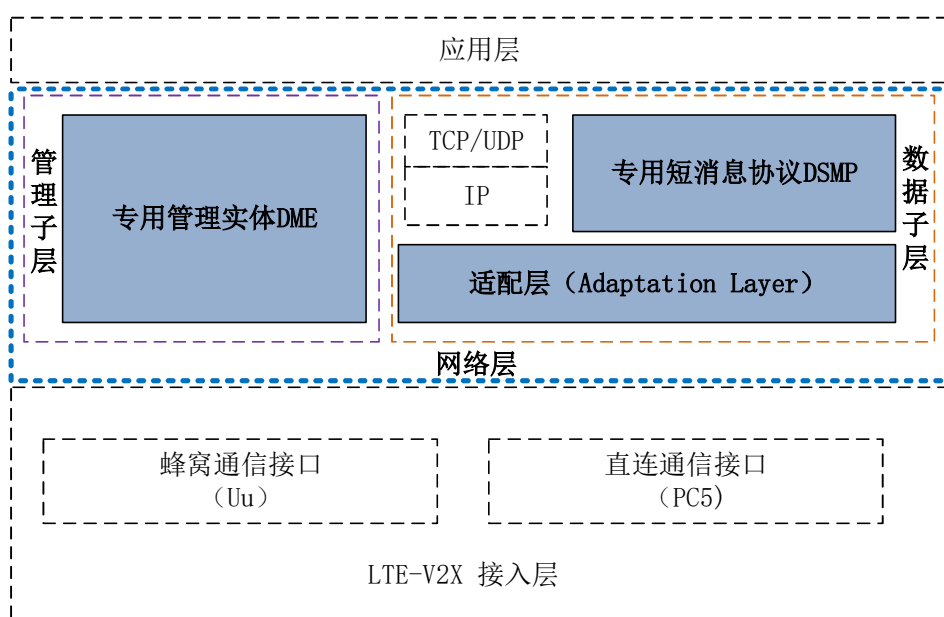 应用层
管理子层
专用管理实体DME
TCP/UDP
IP
专用短消息协议DSMP
数据子层
适配层（Adaptation Layer）
网络层
蜂窝通信接口
（Uu）
直连通信接口
（PC5）
LTE-V2X 接入层